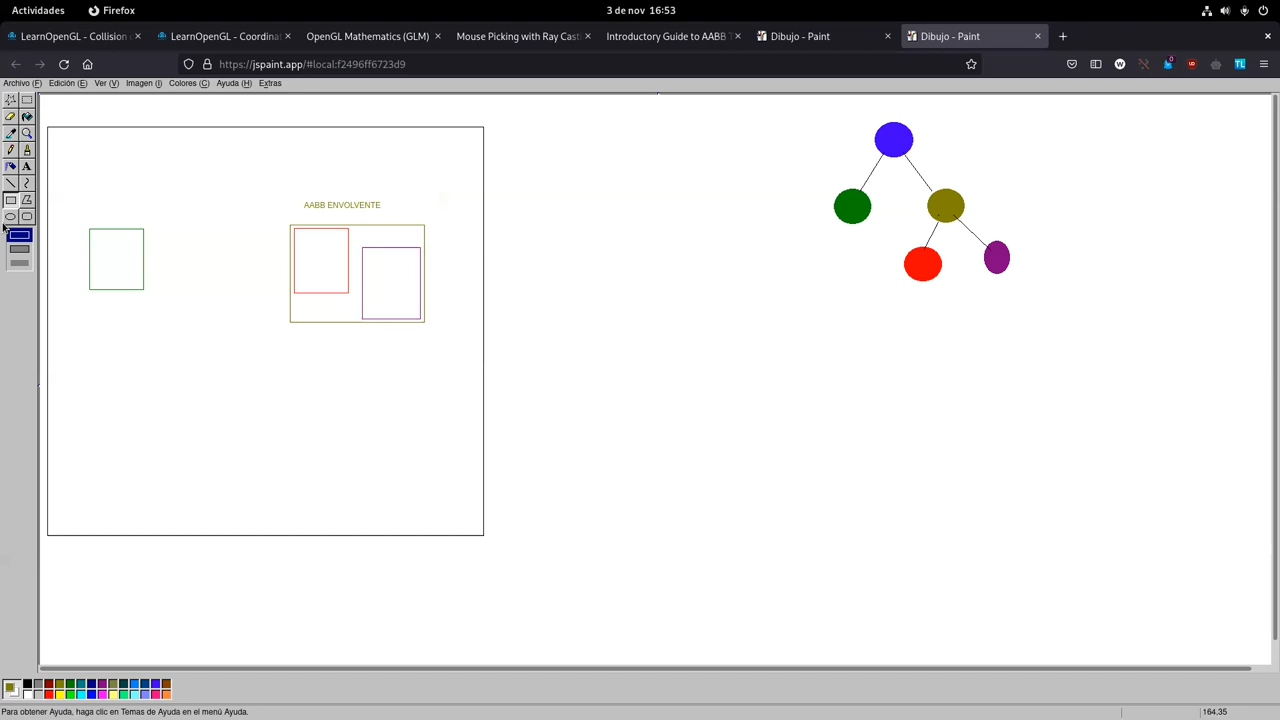 Actividades
Firefox
3 de nov 16:53
LearnOpenGL - Collision c
LearnOpenGL - Coordinat
OpenGL Mathematics (GLM)
Mouse Picking with Ray Cast
Introductory Guide to AABB T
Dibujo - Paint
Dibujo - Paint
https://jspaint.app/#local:f2496ff6723d9
Archivo (F)
Edición (E)
Ver (V)
Imagen (I)
Colores (C)
Ayuda (H)
Extras
AABB ENVOLVENTE
Para obtener Ayuda, haga clic en Temas de Ayuda en el menú Ayuda.
164,35